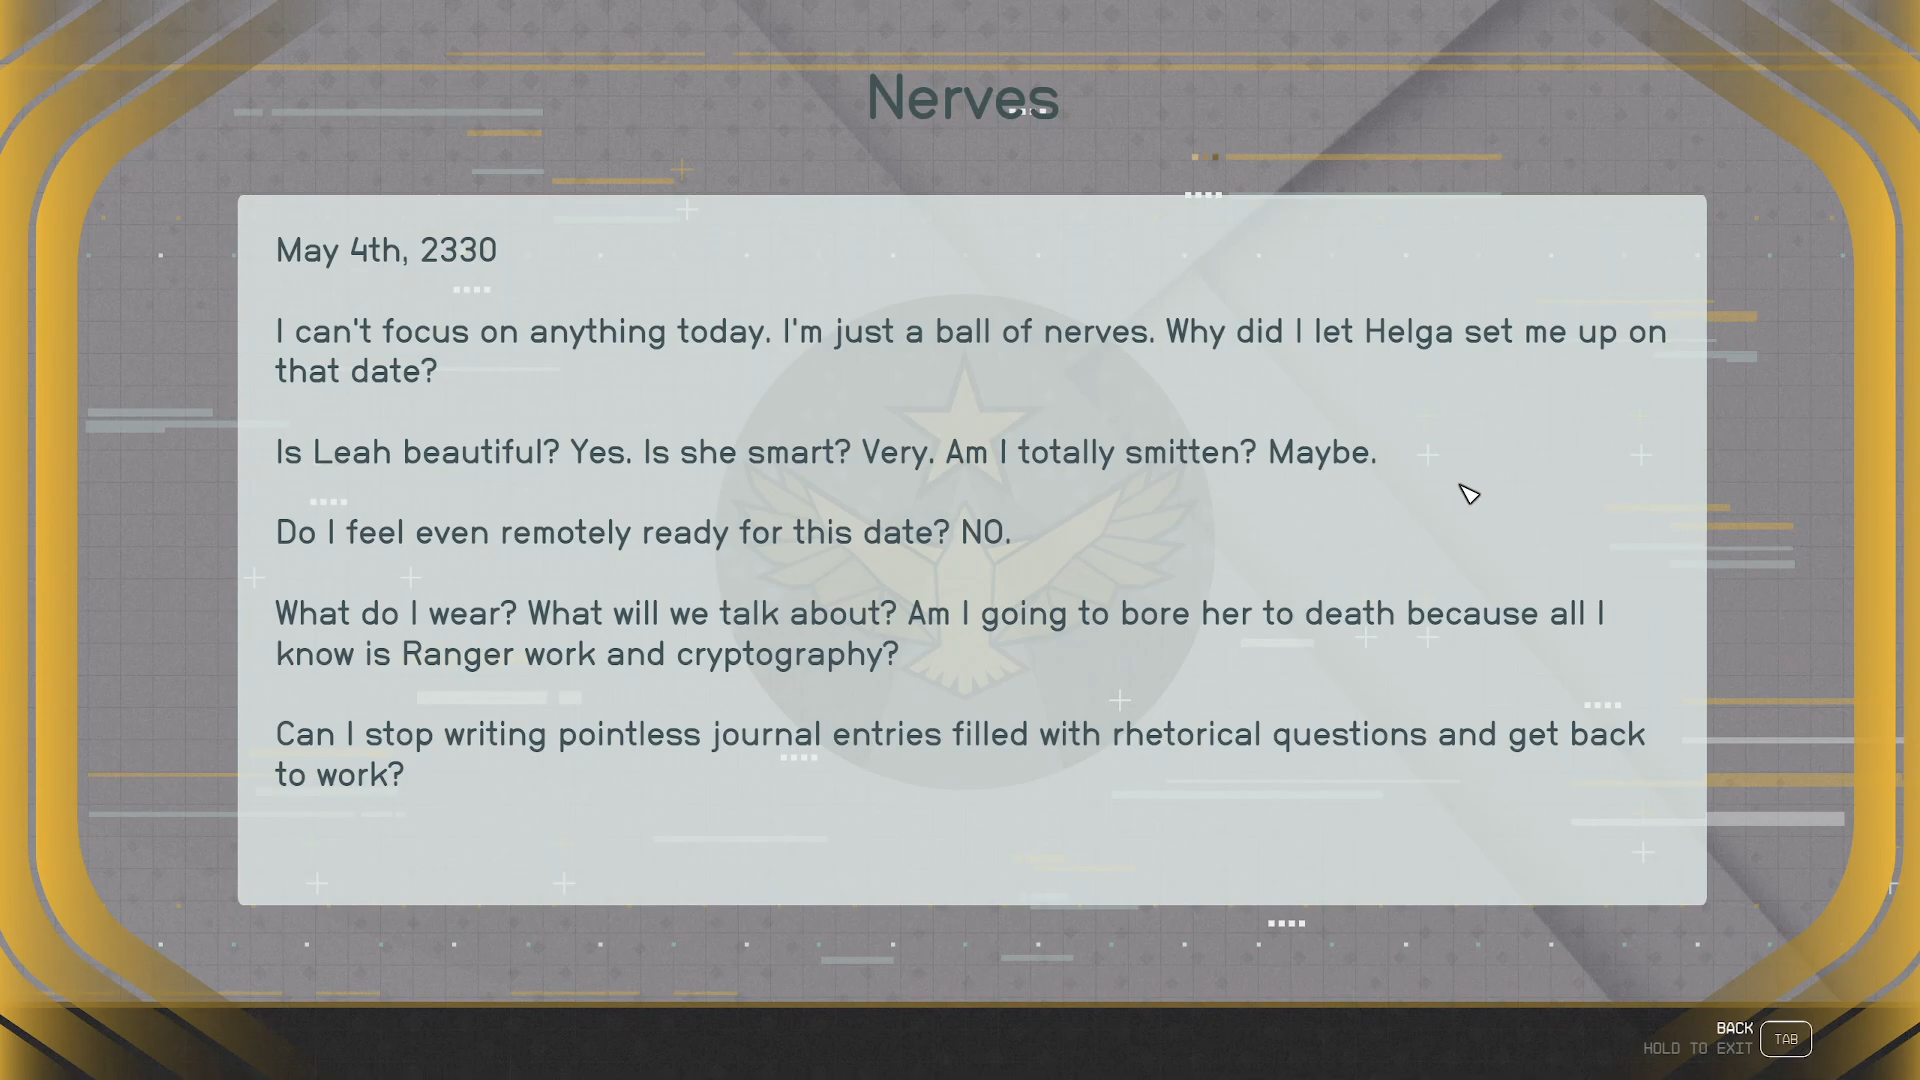 Nerves
May 4th, 2330
I can't focus on anything today. I'm just a ball of nerves. Why did I let Helga set me up on
that date?
Is Leah beautiful? Yes. Is she smart? Very. Am I totally smitten? Maybe.
Do I feel even remotely ready for this date? NO.
What do I wear? What will we talk about? Am I going to bore her to death because all I
know is Ranger work and cryptography?
Can I stop writing pointless journal entries filled with rhetorical questions and get back
to work?
BACK
HOLD TO EXIT
TAB